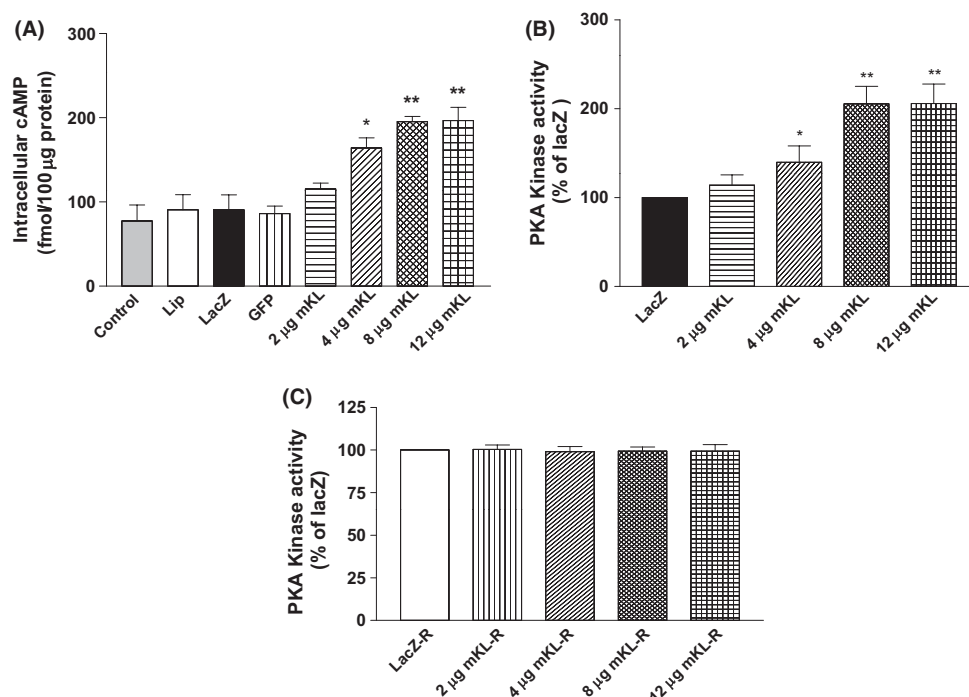 (A)
Intracellular cAMP
(fmol/100 µg protein)
300
200
100
0
*
**
**
Control
Lip
LacZ
GFP
2 µg mKL
4 µg mKL
8 µg mKL
12 µg mKL
(B)
PKA Kinase activity
(% of lacZ )
300
200
100
0
*
**
**
LacZ
2 µg mKL
4 µg mKL
8 µg mKL
12 µg mKL
(C)
PKA Kinase activity
(% of lacZ)
125
100
75
50
25
0
LacZ-R
2 µg mKL-R
4 µg mKL-R
8 µg mKL-R
12 µg mKL-R